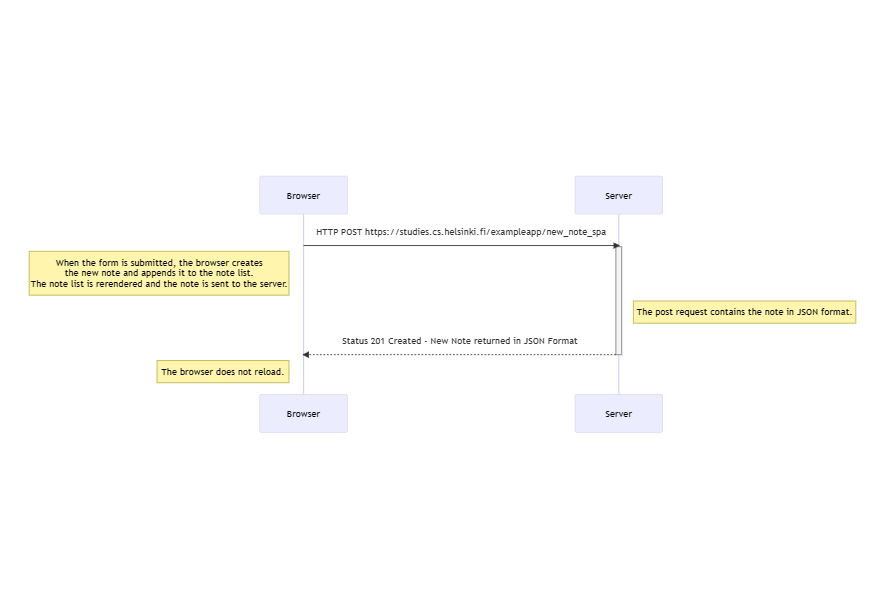 Browser
Server
HTTP POST https://studies.cs.helsinki.fi/exampleapp/new_note_spa
When the form is submitted, the browser creates
the new note and appends it to the note list.
The note list is rerendered and the note is sent to the server.
The post request contains the note in JSON format.
Status 201 Created - New Note returned in JSON Format
The browser does not reload.
Browser
Server